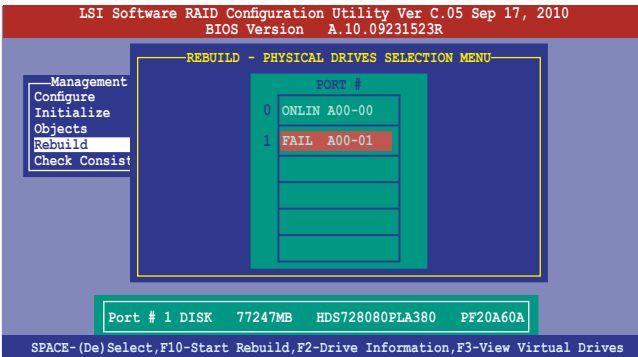 LSI Software RAID Configuration Utility Ver C.05 Sep 17, 2010
BIOS Version A.10.09231523R
REBUILD - PHYSICAL DRIVES SELECTION MENU
Management
Configure
Initialize
Objects
Rebuild
Check Consist
PORT #
0 ONLIN A00-00
1 FAIL A00-01
Port # 1 DISK 77247MB HDS728080PLA380 PF20A60A
SPACE-(De)Select,F10-Start Rebuild,F2-Drive Information,F3-View Virtual Drives